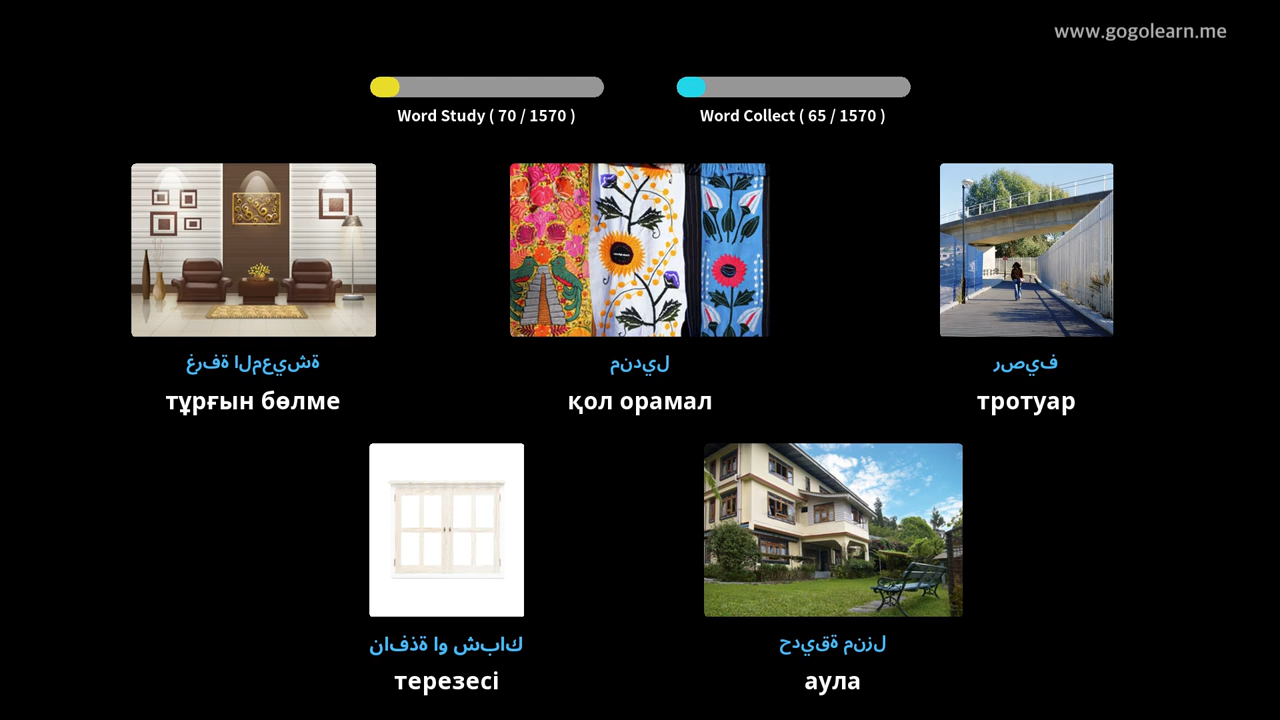 www.gogolearn.me
Word Study ( 70 / 1570 )
Word Collect ( 65 / 1570 )
غرفة المعيشة
тұрғын бөлме
منديل
қол орамал
رصيف
тротуар
نافذة او شباك
терезесі
حديقة منزل
аула